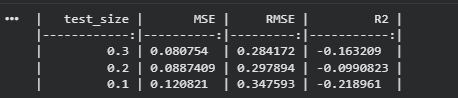 ••• | test_size | MSE | RMSE | R2 |
|------------:|----------:|---------:|-----------:|
| 0.3 | 0.080754 | 0.284172 | -0.163209 |
| 0.2 | 0.0887409 | 0.297894 | -0.0990823 |
| 0.1 | 0.120821 | 0.347593 | -0.218961 |